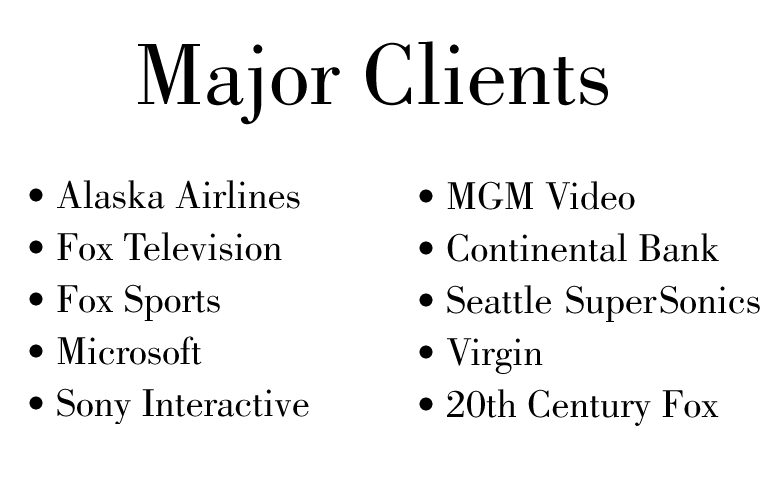 Major Clients
• Alaska Airlines
• Fox Television
• Fox Sports
• Microsoft
• Sony Interactive
• MGM Video
• Continental Bank
• Seattle SuperSonics
• Virgin
• 20th Century Fox